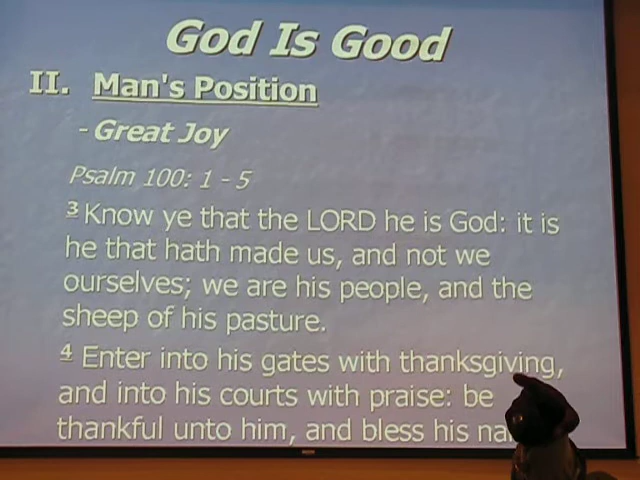 God Is Good
II. Man's Position
- Great Joy
Psalm 100: 1 - 5
3 Know ye that the LORD he is God: it is
he that hath made us, and not we
ourselves; we are his people, and the
sheep of his pasture.
4 Enter into his gates with thanksgiving,
and into his courts with praise: be
thankful unto him, and bless his